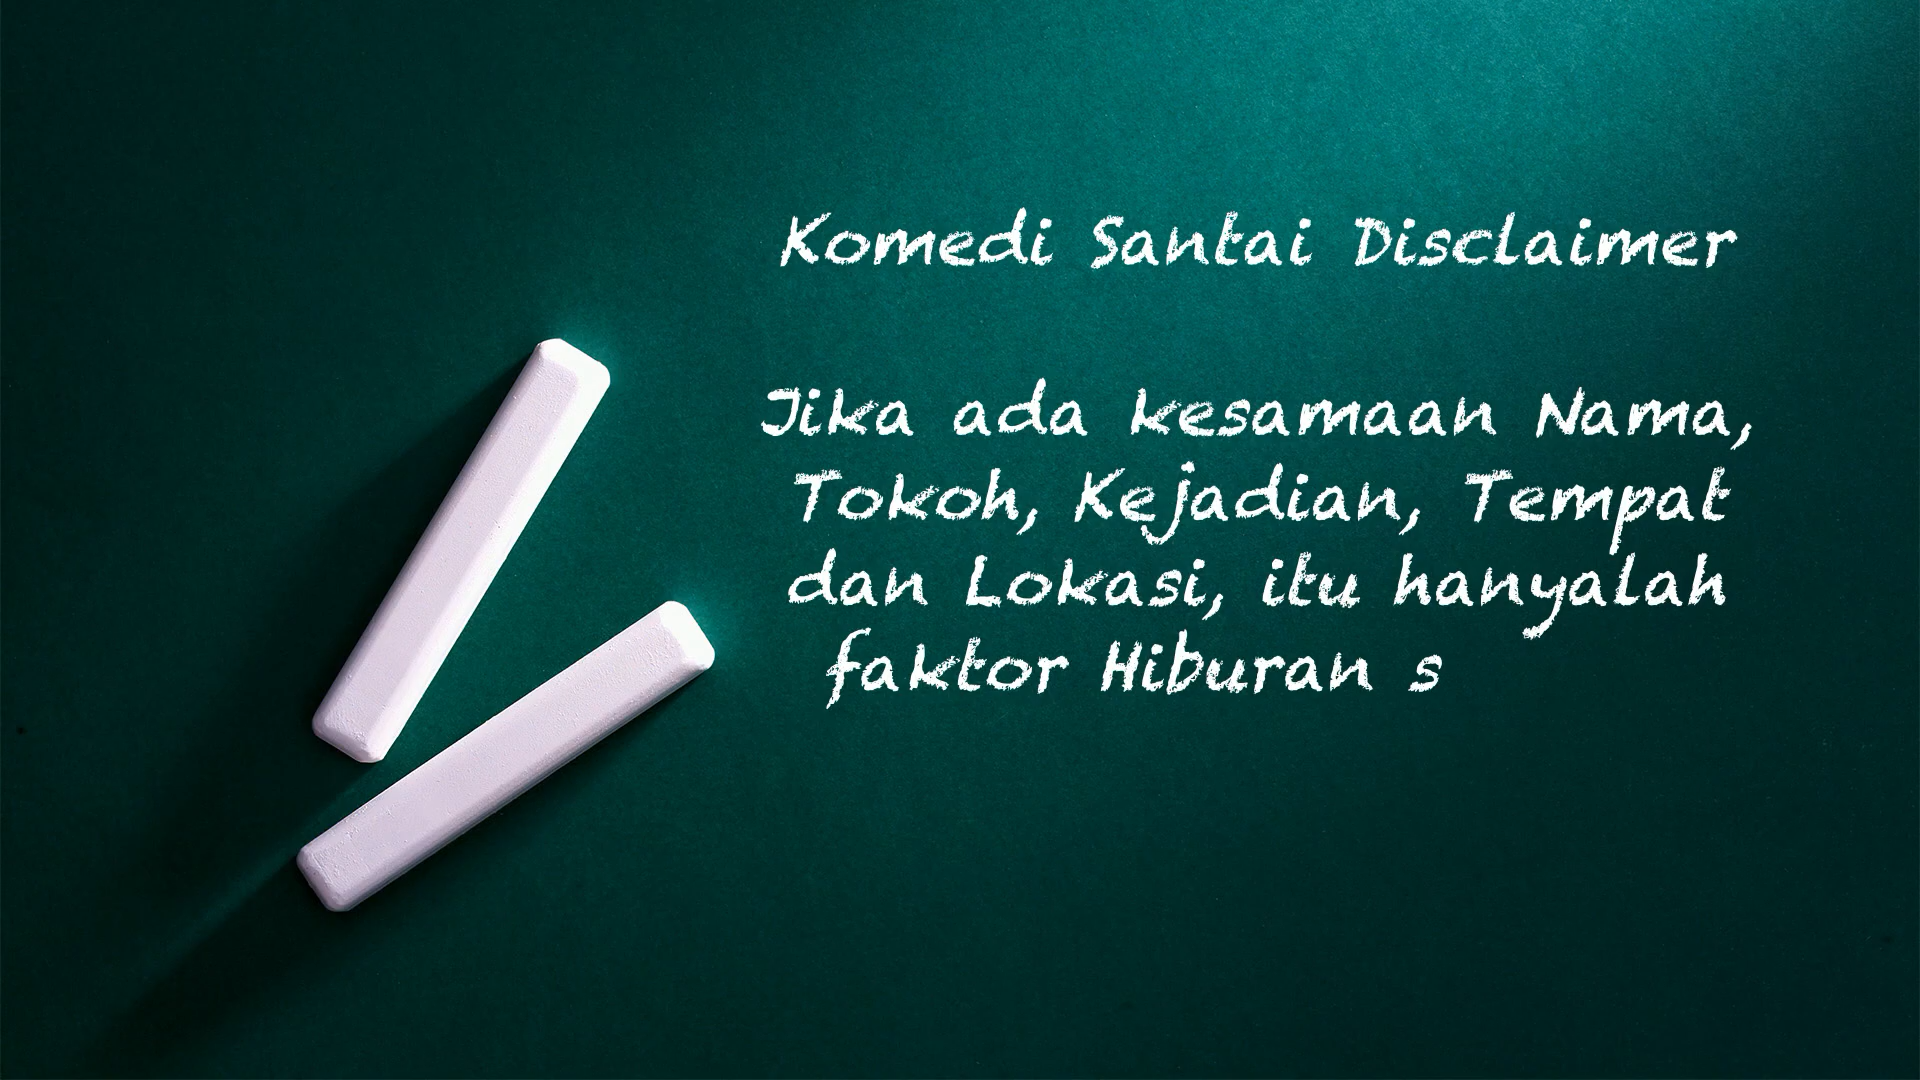 Komedi Santai Disclaimer
Jika ada kesamaan Nama,
Tokoh, Kejadian, Tempat
dan Lokasi, itu hanyalah
faktor Hiburan s